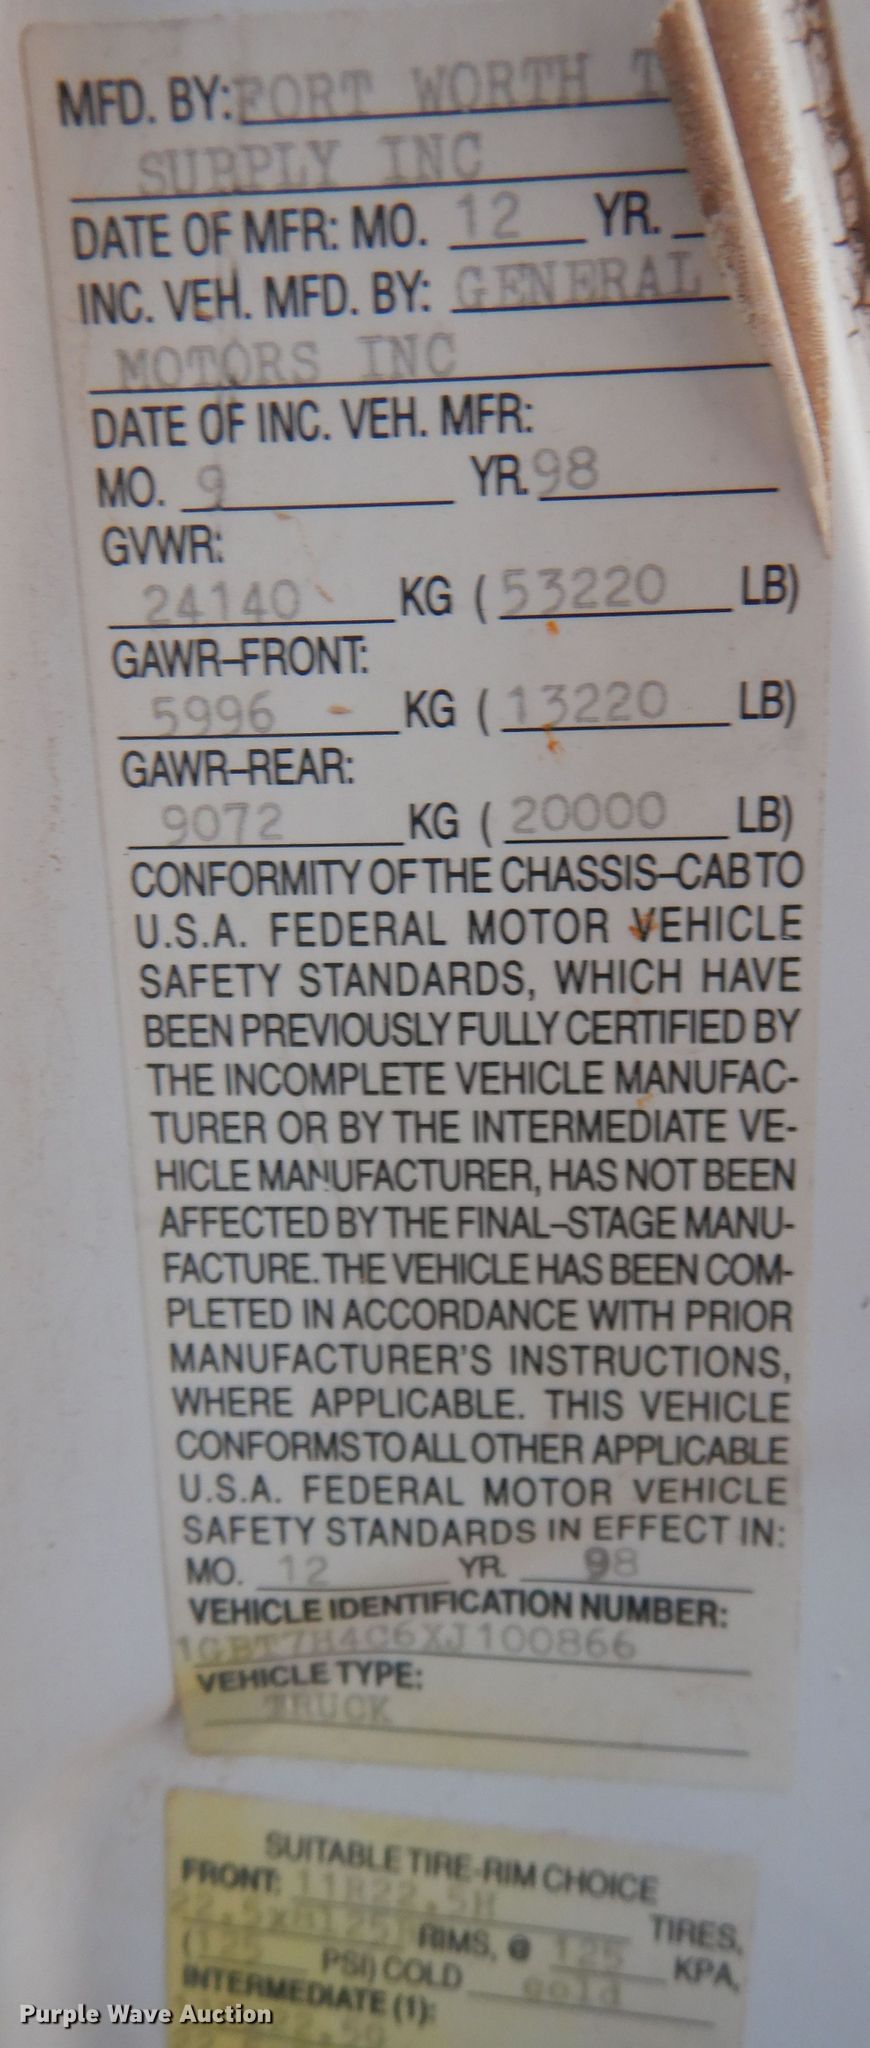 MFD. BY: FORT WORTH T
SUPPLY INC
DATE OF MFR: MO. 12 YR.
INC. VEH. MFD. BY: GENERAL
MOTORS INC
DATE OF INC. VEH. MFR:
MO. 9 YR. 98
GVWR:
24140 KG (53220 LB)
GAWR-FRONT:
5996 KG (13220 LB)
GAWR-REAR:
9072 KG (20000 LB)
CONFORMITY OF THE CHASSIS-CAB TO
U.S.A. FEDERAL MOTOR VEHICLE
SAFETY STANDARDS, WHICH HAVE
BEEN PREVIOUSLY FULLY CERTIFIED BY
THE INCOMPLETE VEHICLE MANUFAC-
TURER OR BY THE INTERMEDIATE VE-
HICLE MANUFACTURER, HAS NOT BEEN
AFFECTED BY THE FINAL-STAGE MANU-
FACTURE. THE VEHICLE HAS BEEN COM-
PLETED IN ACCORDANCE WITH PRIOR
MANUFACTURER'S INSTRUCTIONS,
WHERE APPLICABLE. THIS VEHICLE
CONFORMS TO ALL OTHER APPLICABLE
U.S.A. FEDERAL MOTOR VEHICLE
SAFETY STANDARDS IN EFFECT IN:
MO. 12 YR. 98
VEHICLE IDENTIFICATION NUMBER:
1GBT7H4C6XJ100866
VEHICLE TYPE:
TRUCK
SUITABLE TIRE-RIM CHOICE
FRONT: 11R22.5H TIRES,
RIMS, @ 125 KPA,
(125 PSI) COLD cold
INTERMEDIATE (1):
Purple Wave Auction